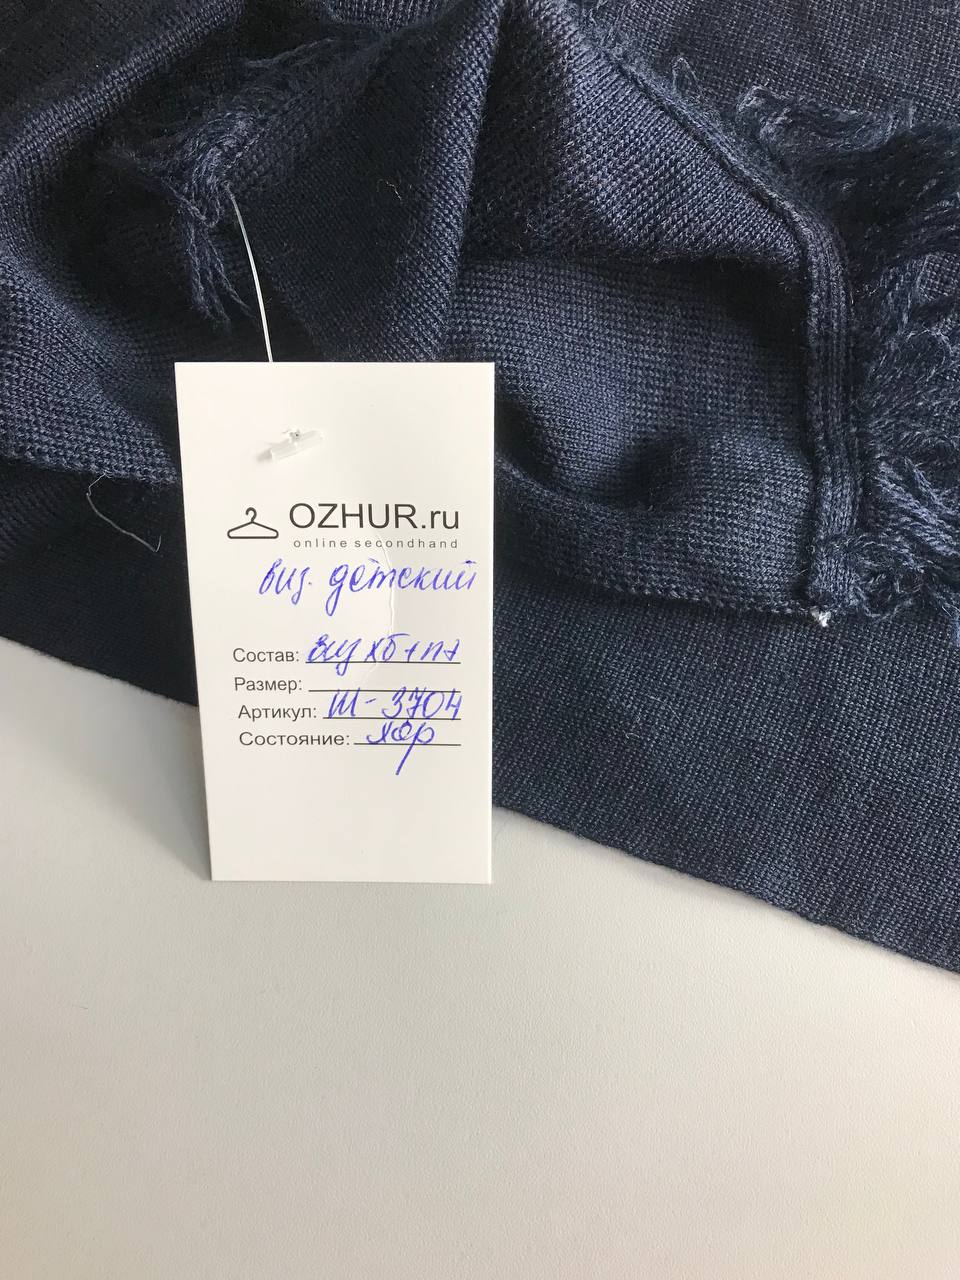 OZHUR.ru
online secondhand
виз. детский
Состав: виз хб+пэ
Размер:
Артикул: Ш-3704
Состояние: хор